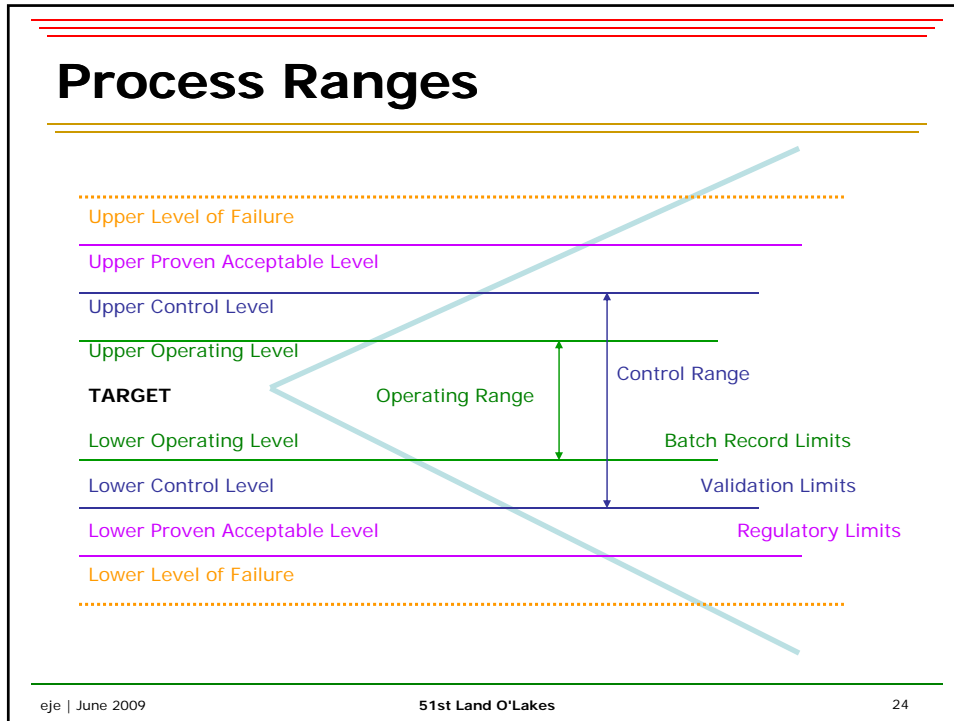 Process Ranges
Upper Level of Failure
Upper Proven Acceptable Level
Upper Control Level
Upper Operating Level
Control Range
TARGET
Operating Range
Lower Operating Level
Batch Record Limits
Lower Control Level
Validation Limits
Lower Proven Acceptable Level
Regulatory Limits
Lower Level of Failure
eje | June 2009
51st Land O'Lakes
24